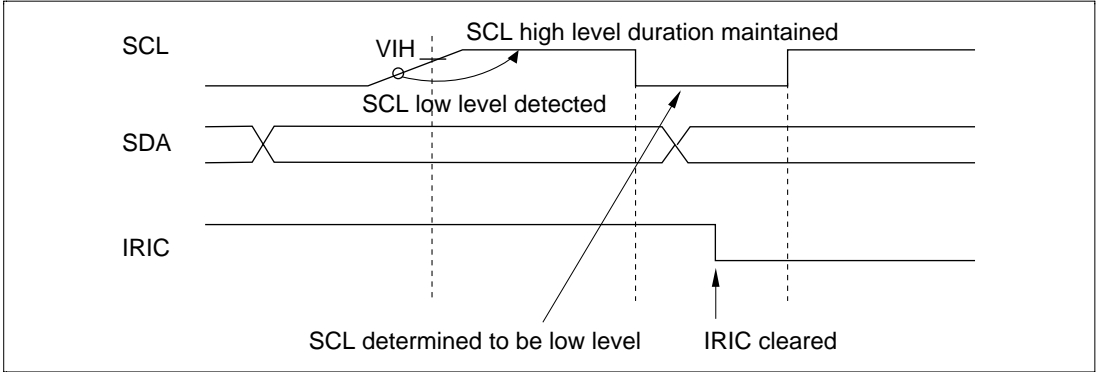 SCL high level duration maintained
SCL
VIH
SCL low level detected
SDA
IRIC
SCL determined to be low level
IRIC cleared